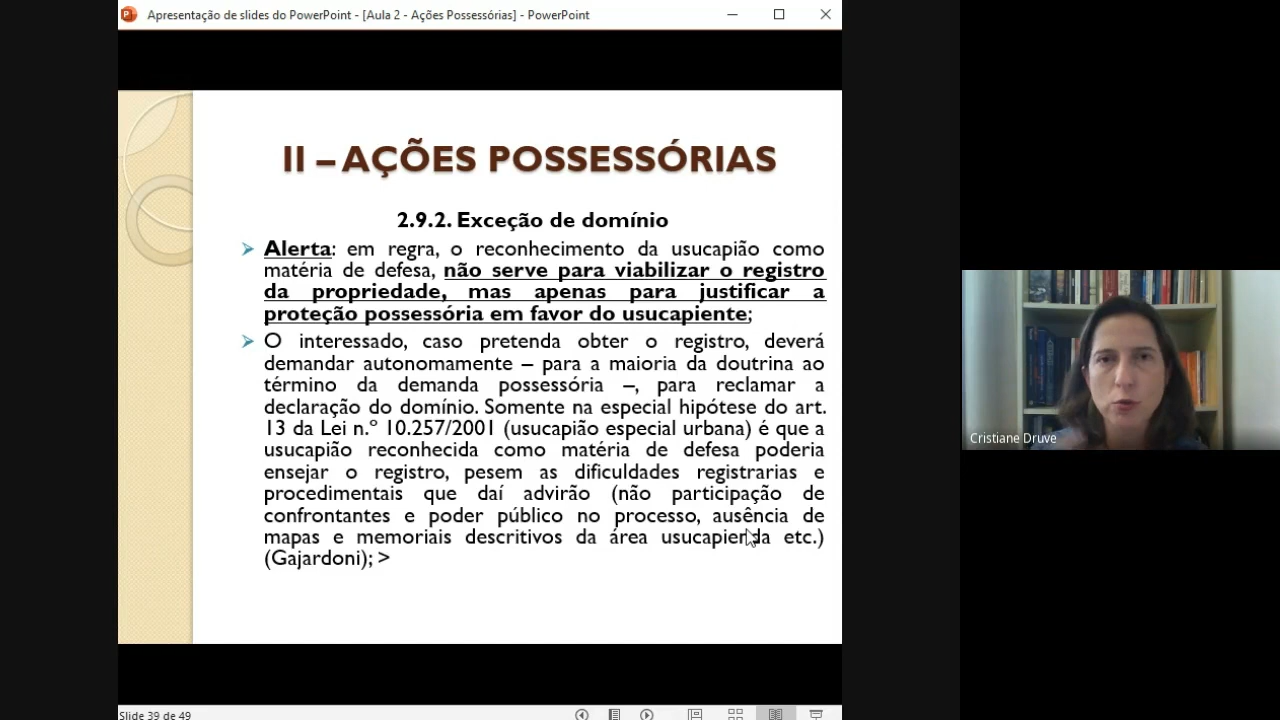 Apresentação de slides do PowerPoint - [Aula 2 - Ações Possessórias] - PowerPoint
II – AÇÕES POSSESSÓRIAS
2.9.2. Exceção de domínio
Alerta: em regra, o reconhecimento da usucapião como
matéria de defesa, não serve para viabilizar o registro
da propriedade, mas apenas para justificar a
proteção possessória em favor do usucapiente;
O interessado, caso pretenda obter o registro, deverá
demandar autonomamente – para a maioria da doutrina ao
término da demanda possessória –, para reclamar a
declaração do domínio. Somente na especial hipótese do art.
13 da Lei n.º 10.257/2001 (usucapião especial urbana) é que a
usucapião reconhecida como matéria de defesa poderia
ensejar o registro, pesem as dificuldades registrarias e
procedimentais que daí advirão (não participação de
confrontantes e poder público no processo, ausência de
mapas e memoriais descritivos da área usucapienda etc.)
(Gajardoni); >
Cristiane Druve
Slide 39 de 49